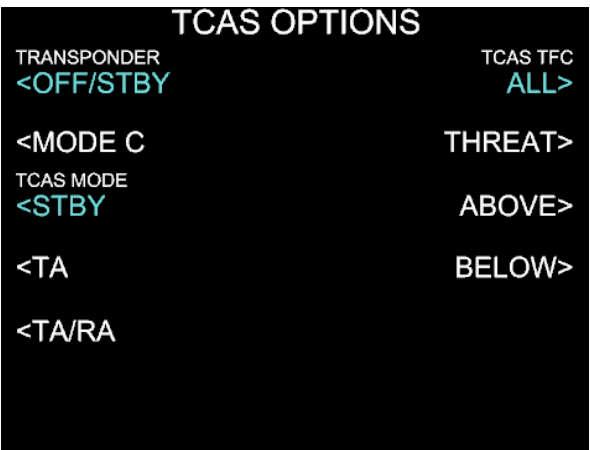 TCAS OPTIONS
TRANSPONDER TCAS TFC
<OFF/STBY ALL>
<MODE C THREAT>
TCAS MODE
<STBY ABOVE>
<TA BELOW>
<TA/RA